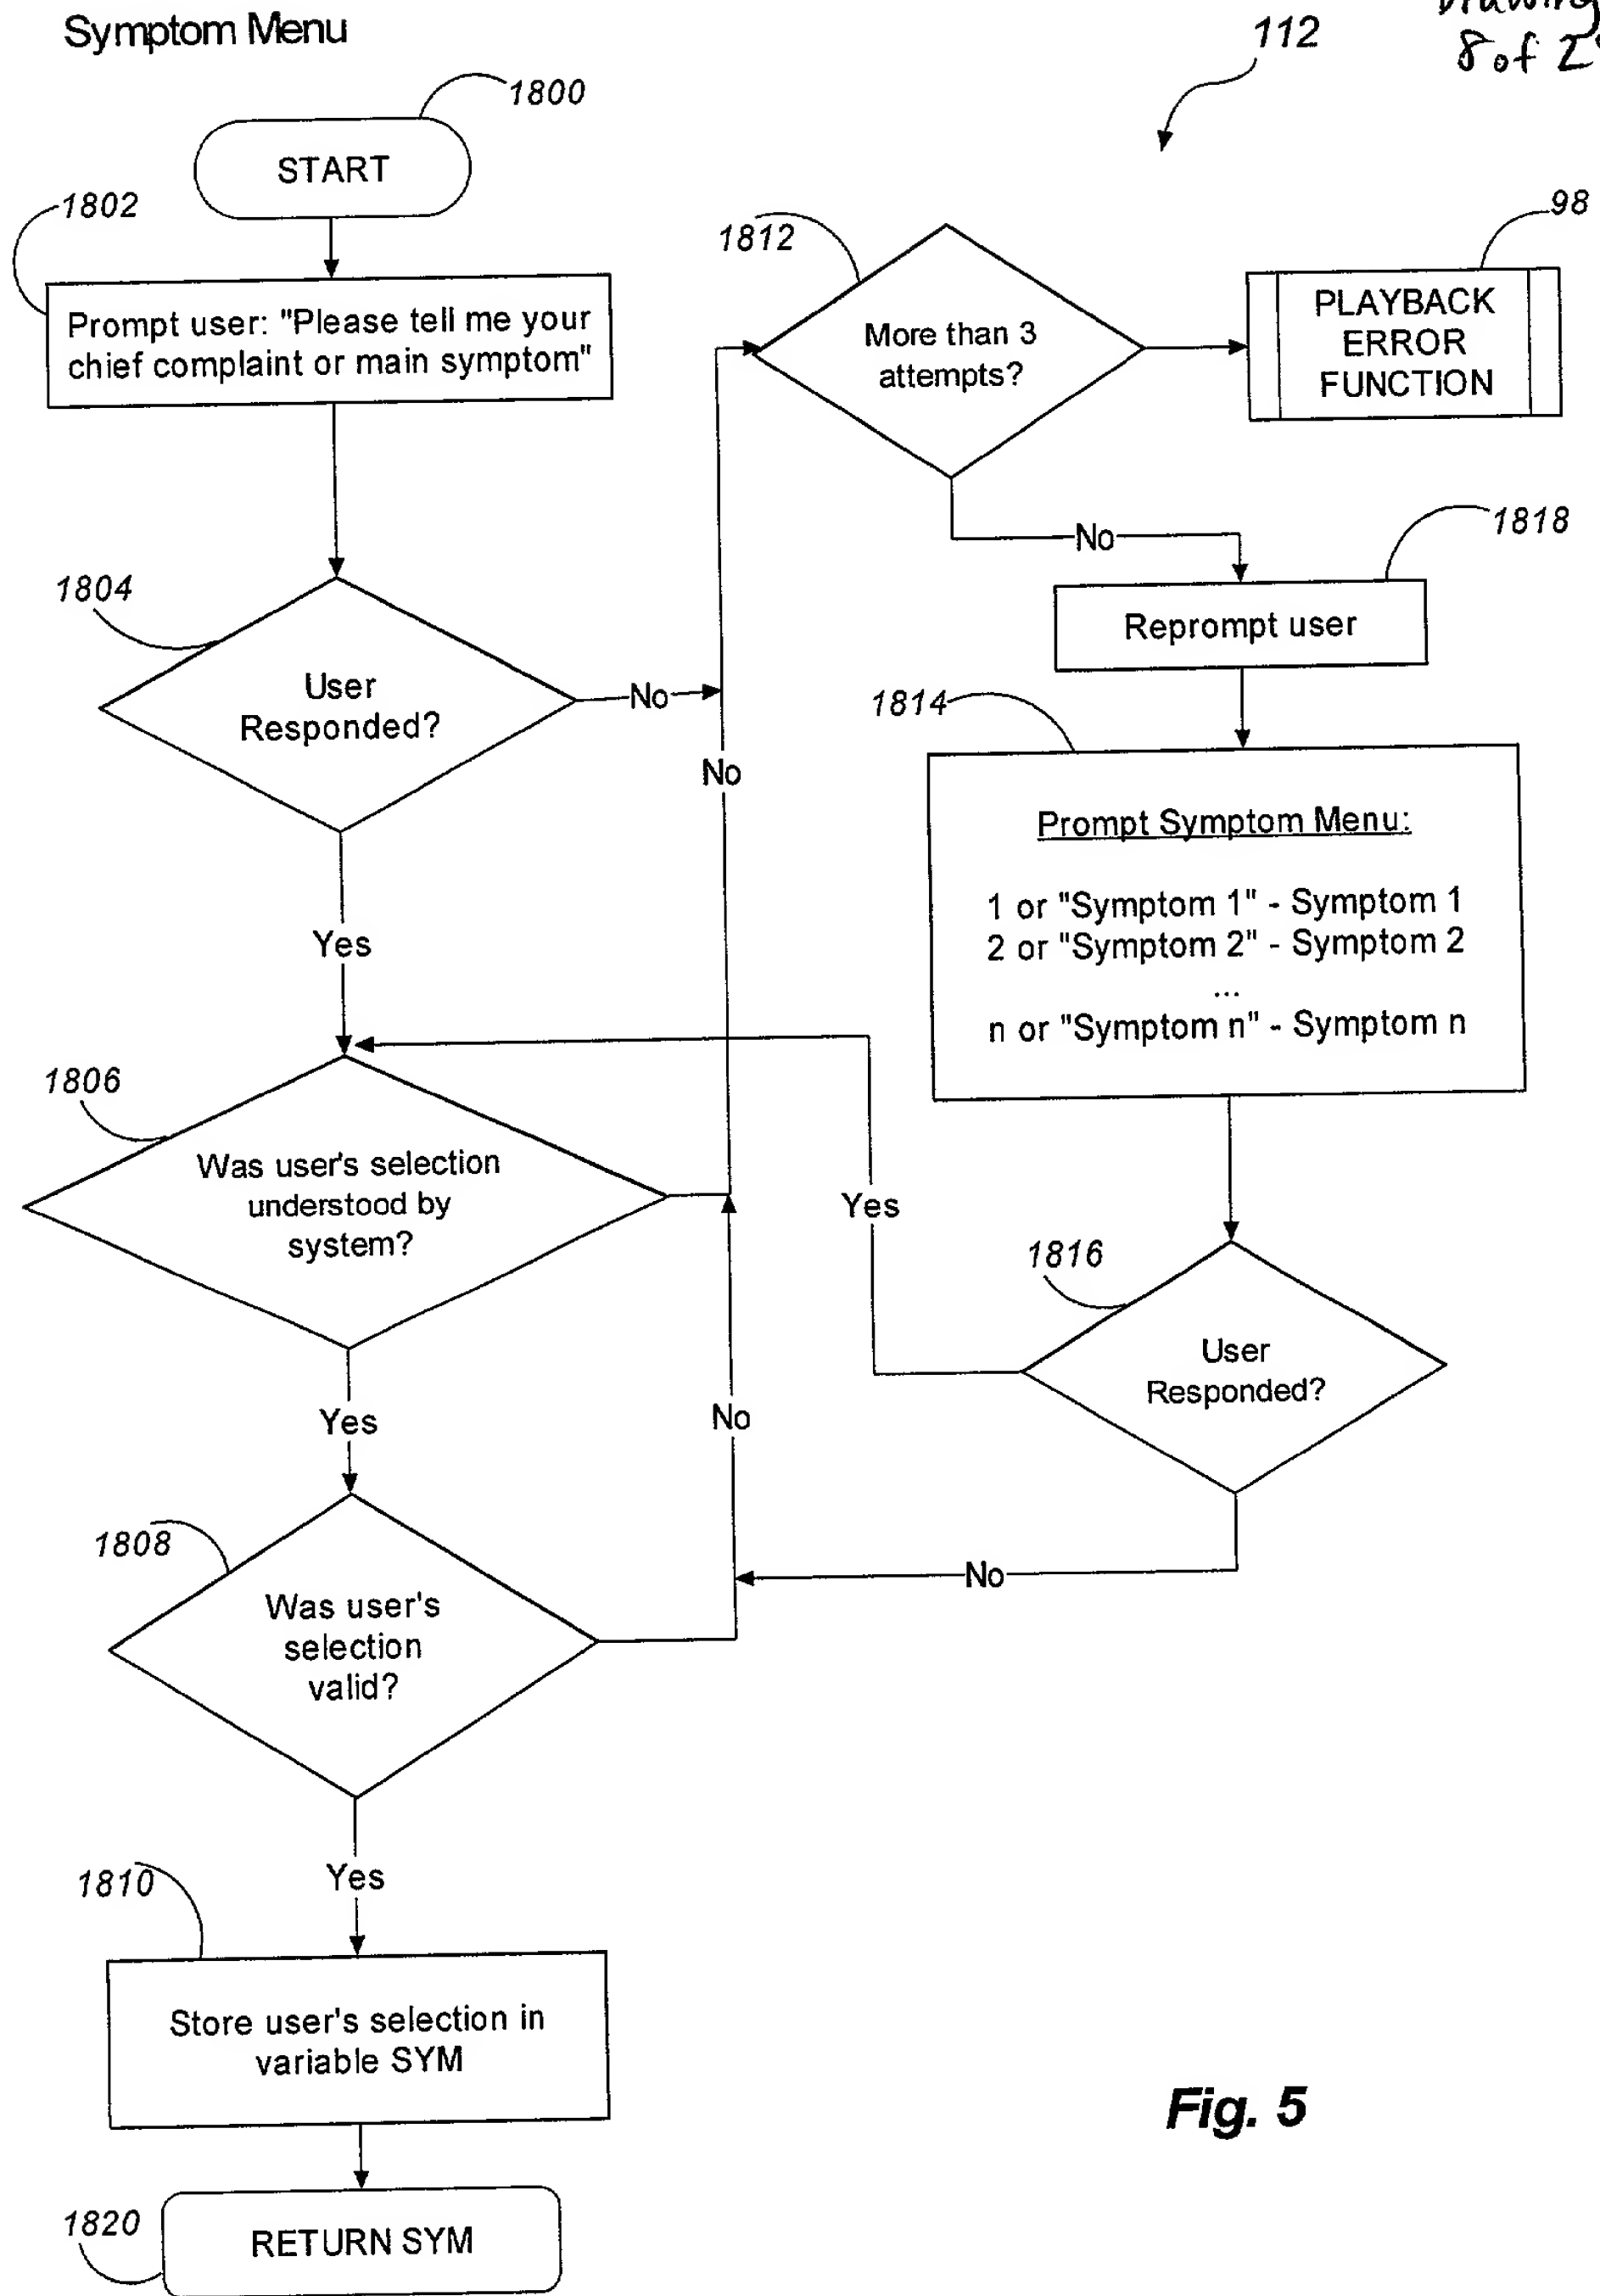 Symptom Menu
112
8 of
1800
START
1802
Prompt user: "Please tell me your
chief complaint or main symptom"
1812
More than 3
attempts?
98
PLAYBACK
ERROR
FUNCTION
No
1818
Reprompt user
1804
User
Responded?
No
No
Yes
1814
Prompt Symptom Menu:
1 or "Symptom 1" - Symptom 1
2 or "Symptom 2" - Symptom 2
...
n or "Symptom n" - Symptom n
1806
Was user's selection
understood by
system?
Yes
1816
User
Responded?
Yes
No
No
1808
Was user's
selection
valid?
Yes
1810
Store user's selection in
variable SYM
1820
RETURN SYM
Fig. 5